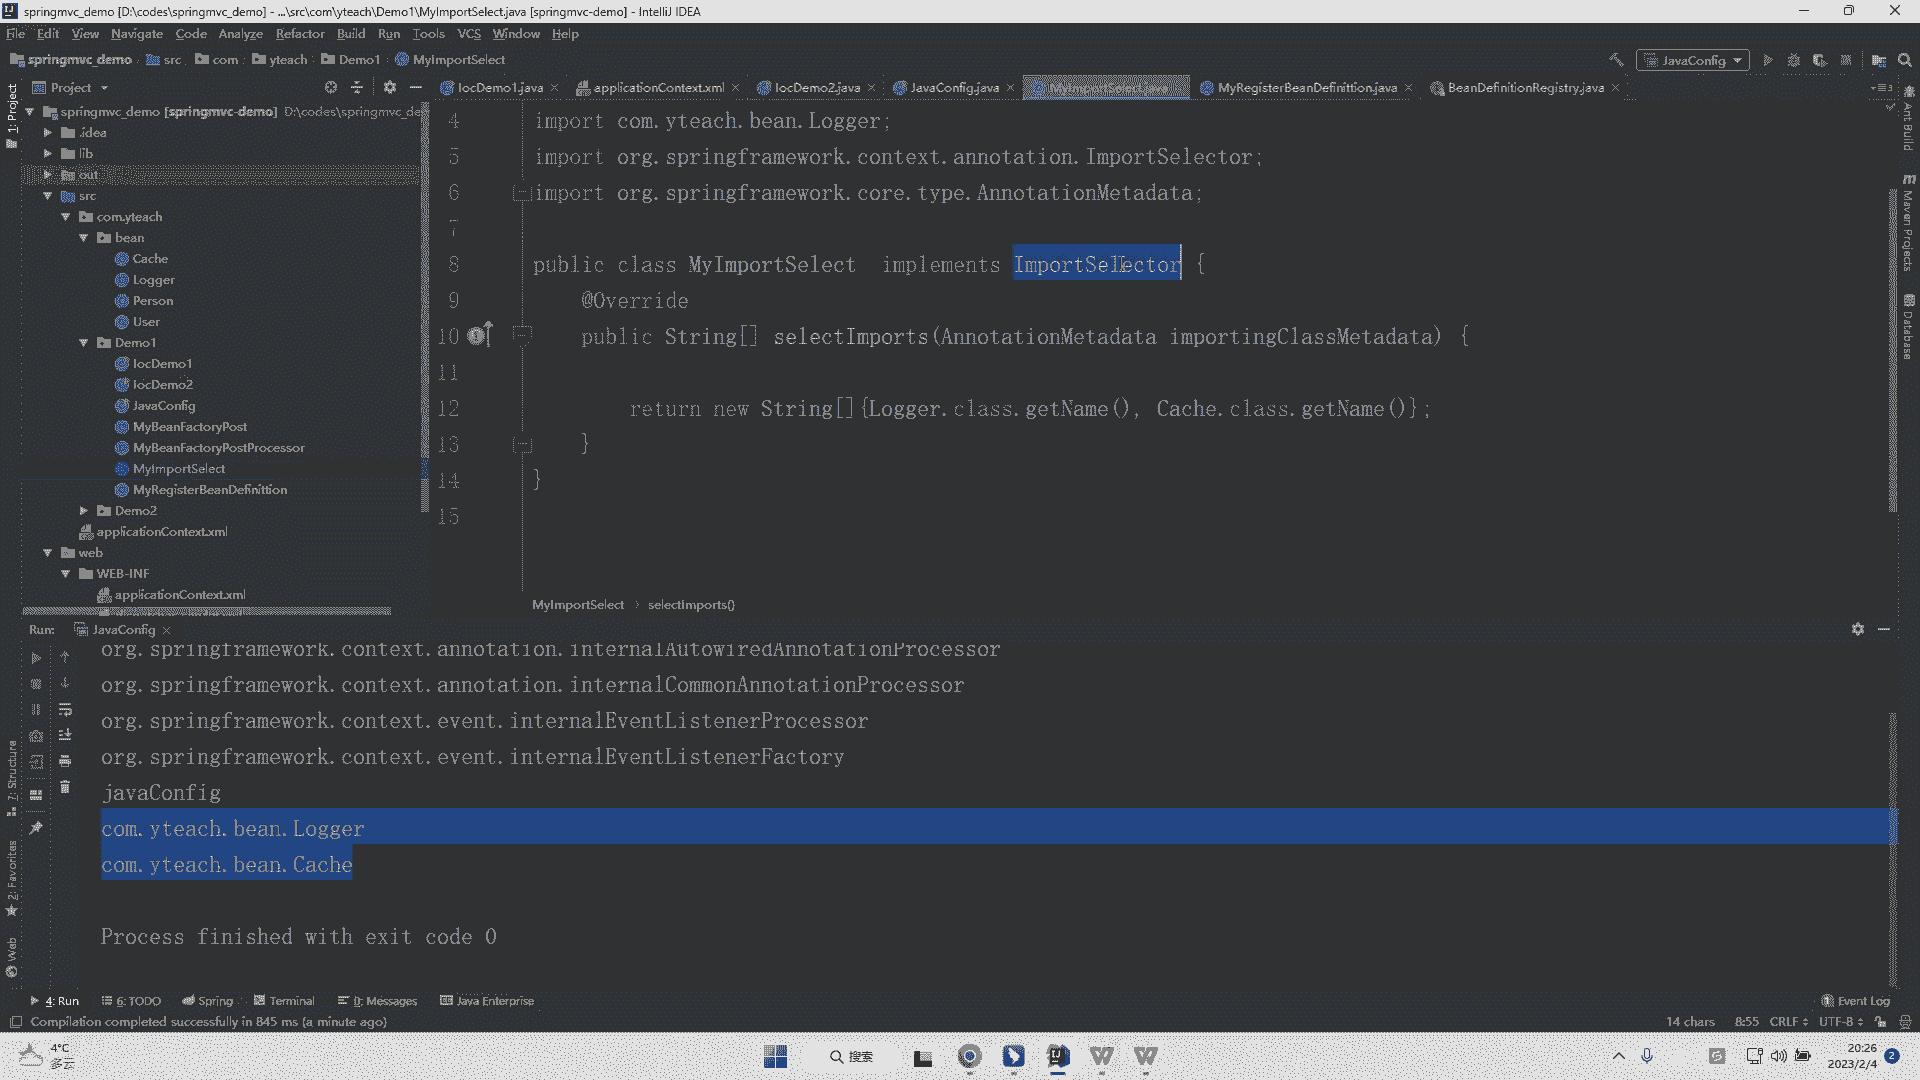 springmvc_demo [D:\codes\springmvc_demo] - ...\src\com\yteach\Demo1\MyImportSelect.java [springmvc-demo] - IntelliJ IDEA
File Edit View Navigate Code Analyze Refactor Build Run Tools VCS Window Help
springmvc_demo src com yteach Demo1 MyImportSelect
JavaConfig
Project
IocDemo1.java applicationContext.xml IocDemo2.java JavaConfig.java MyImportSelect.java MyRegisterBeanDefinittion.java BeanDefinitionRegistry.java
1: Project
springmvc_demo [springmvc-demo] D:\codes\springmvc_de
.idea
lib
out
src
com.yteach
bean
Cache
Logger
Person
User
Demo1
IocDemo1
IocDemo2
JavaConfig
MyBeanFactoryPost
MyBeanFactoryPostProcessor
MyImportSelect
MyRegisterBeanDefinittion
Demo2
applicationContext.xml
web
WEB-INF
applicationContext.xml
4 import com.yteach.bean.Logger;
5 import org.springframework.context.annotation.ImportSelector;
6 import org.springframework.core.type.AnnotationMetadata;
7
8 public class MyImportSelect implements ImportSelector {
9 @Override
10 public String[] selectImports(AnnotationMetadata importingClassMetadata) {
11
12 return new String[]{Logger.class.getName(), Cache.class.getName()};
13 }
14 }
15
MyImportSelect › selectImports()
Ant Build
Maven Projects
Database
Run: JavaConfig
org.springframework.context.annotation.internalAutowiredAnnotationProcessor
org.springframework.context.annotation.internalCommonAnnotationProcessor
org.springframework.context.event.internalEventListenerProcessor
org.springframework.context.event.internalEventListenerFactory
javaConfig
com.yteach.bean.Logger
com.yteach.bean.Cache
Process finished with exit code 0
7: Structure
2: Favorites
Web
4: Run 6: TODO Spring Terminal 0: Messages Java Enterprise
Event Log
Compilation completed successfully in 845 ms (a minute ago)
14 chars 8:55 CRLF UTF-8
4°C
多云
搜索
20:26
2023/2/4
2